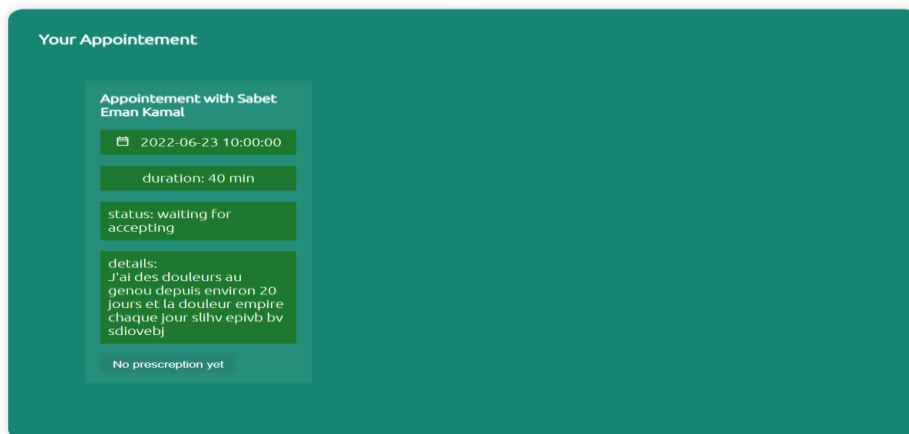 Your Appointement
Appointement with Sabet
Eman Kamal
2022-06-23 10:00:00
duration: 40 min
status: waiting for
accepting
details:
J'ai des douleurs au
genou depuis environ 20
jours et la douleur empire
chaque jour slihv epivb bv
sdiovebj
No prescreption yet